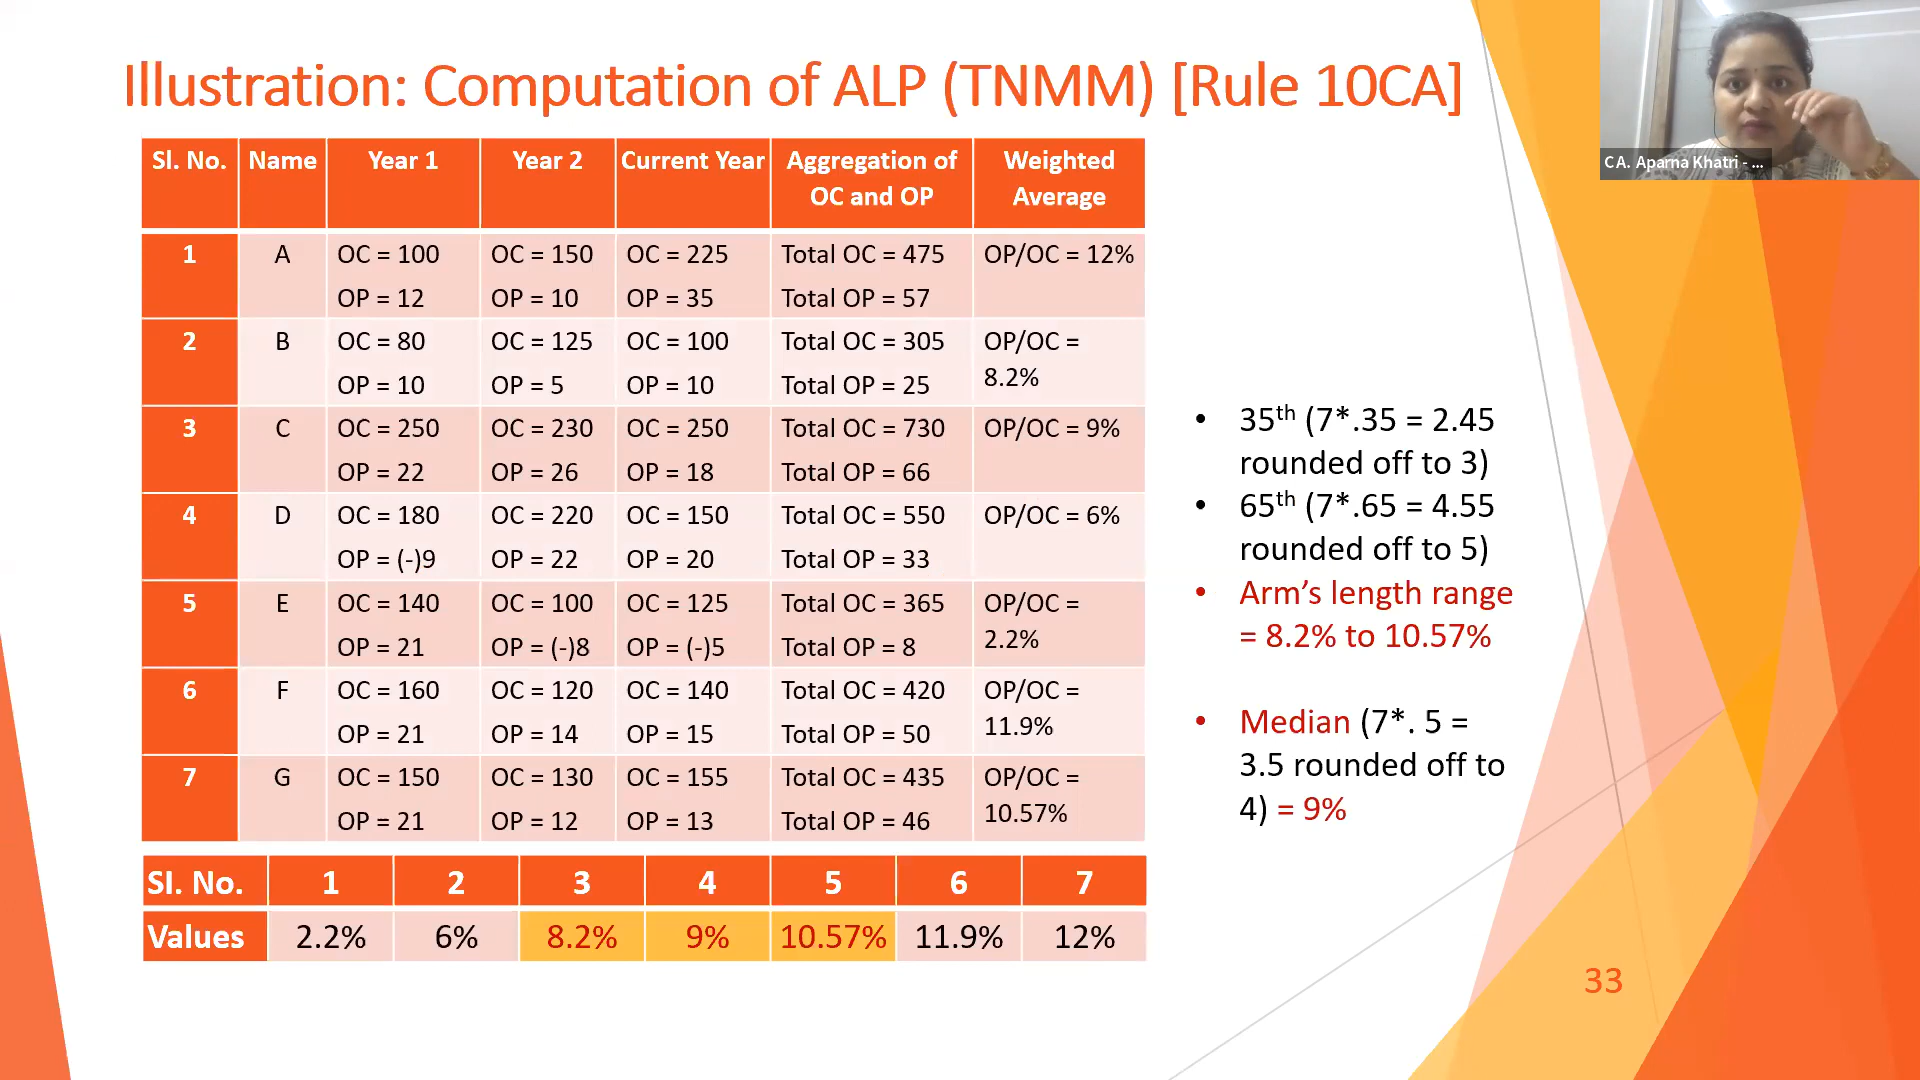 Illustration: Computation of ALP (TNMM) [Rule 10CA]
CA. Aparna Khatri - ...
Sl. No. Name Year 1 Year 2 Current Year Aggregation of OC and OP Weighted Average
1 A OC = 100 OC = 150 OC = 225 Total OC = 475 OP/OC = 12%
OP = 12 OP = 10 OP = 35 Total OP = 57
2 B OC = 80 OC = 125 OC = 100 Total OC = 305 OP/OC =
8.2%
OP = 10 OP = 5 OP = 10 Total OP = 25
3 C OC = 250 OC = 230 OC = 250 Total OC = 730 OP/OC = 9%
OP = 22 OP = 26 OP = 18 Total OP = 66
4 D OC = 180 OC = 220 OC = 150 Total OC = 550 OP/OC = 6%
OP = (-)9 OP = 22 OP = 20 Total OP = 33
5 E OC = 140 OC = 100 OC = 125 Total OC = 365 OP/OC =
2.2%
OP = 21 OP = (-)8 OP = (-)5 Total OP = 8
6 F OC = 160 OC = 120 OC = 140 Total OC = 420 OP/OC =
11.9%
OP = 21 OP = 14 OP = 15 Total OP = 50
7 G OC = 150 OC = 130 OC = 155 Total OC = 435 OP/OC =
10.57%
OP = 21 OP = 12 OP = 13 Total OP = 46
Sl. No. 1 2 3 4 5 6 7
Values 2.2% 6% 8.2% 9% 10.57% 11.9% 12%
• 35th (7*.35 = 2.45
rounded off to 3)
• 65th (7*.65 = 4.55
rounded off to 5)
• Arm’s length range
= 8.2% to 10.57%
• Median (7*. 5 =
3.5 rounded off to
4) = 9%
33